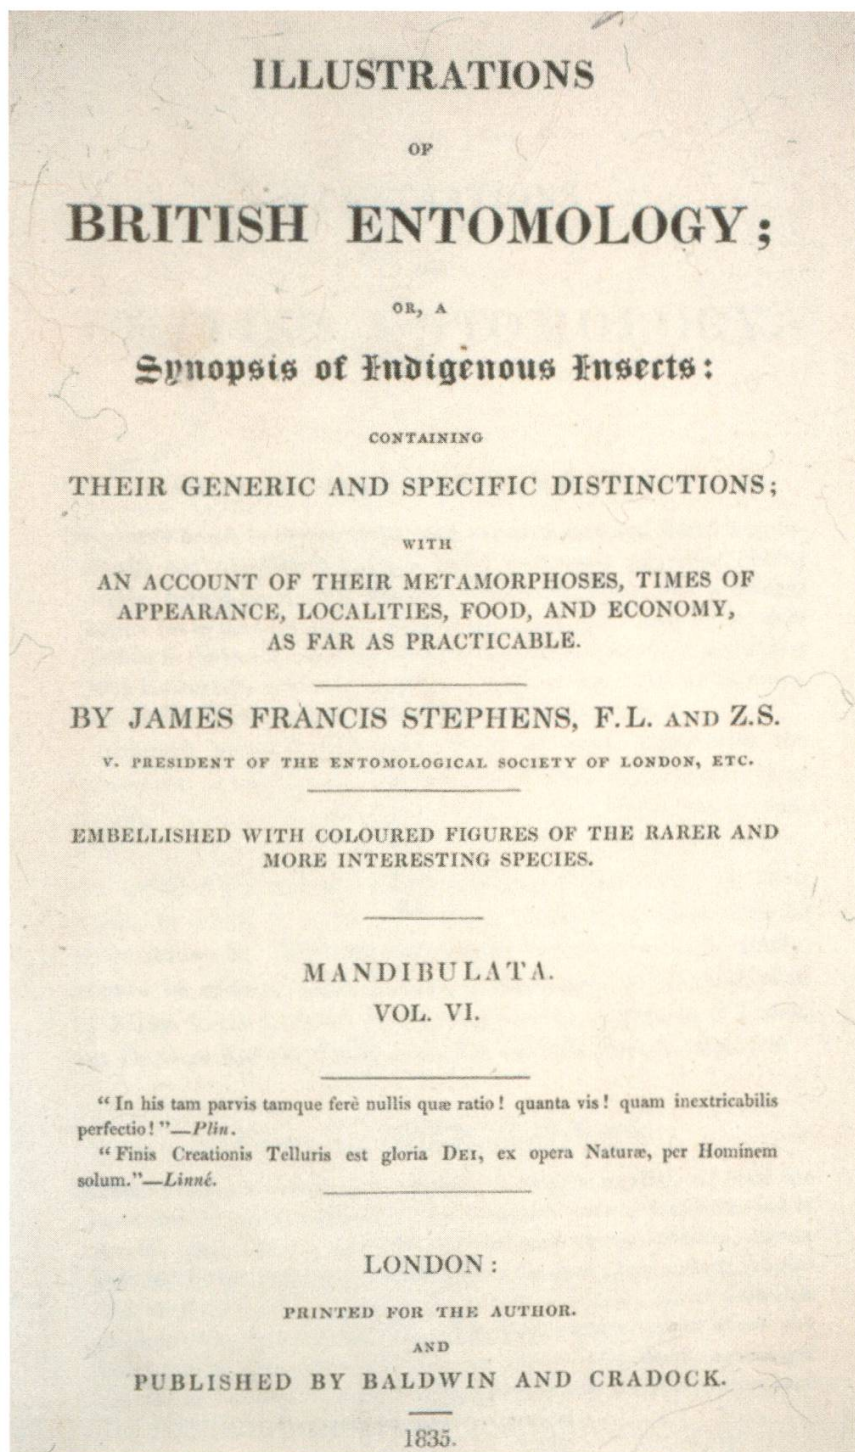 ILLUSTRATIONS
OF
BRITISH ENTOMOLOGY;
OR, A
Synopsis of Indigenous Insects:
CONTAINING
THEIR GENERIC AND SPECIFIC DISTINCTIONS;
WITH
AN ACCOUNT OF THEIR METAMORPHOSES, TIMES OF
APPEARANCE, LOCALITIES, FOOD, AND ECONOMY,
AS FAR AS PRACTICABLE.
BY JAMES FRANCIS STEPHENS, F.L. AND Z.S.
V. PRESIDENT OF THE ENTOMOLOGICAL SOCIETY OF LONDON, ETC.
EMBELLISHED WITH COLOURED FIGURES OF THE RARER AND
MORE INTERESTING SPECIES.
MANDIBULATA.
VOL. VI.
“ In his tam parvis tamque ferè nullis quæ ratio! quanta vis! quam inextricabilis
perfectio!”—Plin.
“ Finis Creationis Telluris est gloria DEI, ex opera Naturæ, per Hominem
solum.”—Linné.
LONDON:
PRINTED FOR THE AUTHOR.
AND
PUBLISHED BY BALDWIN AND CRADOCK.
1835.